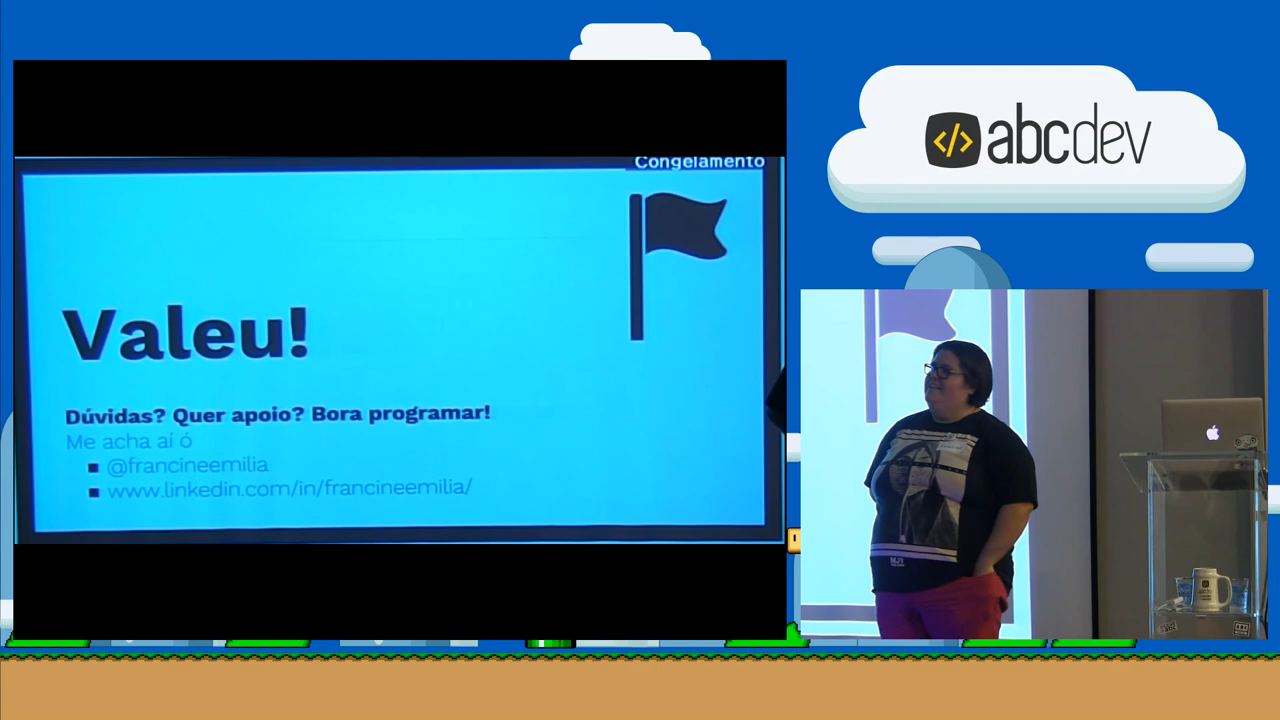 Congelamento
Valeu!
Dúvidas? Quer apoio? Bora programar!
Me acha aí ó
@francineemilia
www.linkedin.com/in/francineemilia/
</> abcdev